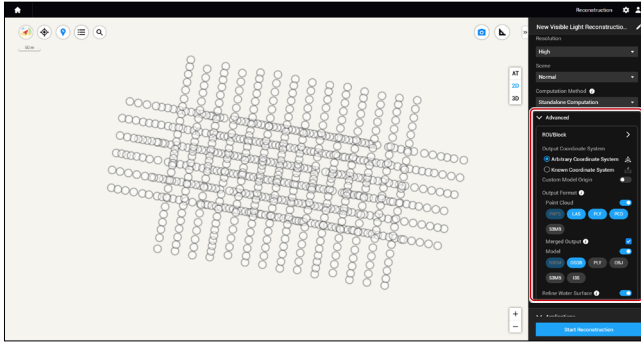 Reconstruction
New Visible Light Reconstructio...
Resolution
High
Scene
Normal
Computation Method
Standalone Computation
AT
2D
3D
Advanced
ROI/Block
Output Coordinate System
Arbitrary Coordinate System
Known Coordinate System
Custom Model Origin
Output Format
Point Cloud
PNTS LAS PLY PCD
S3MB
Merged Output
Model
B3DM OSGB PLY OBJ
S3MB I3S
Refine Water Surface
Start Reconstruction